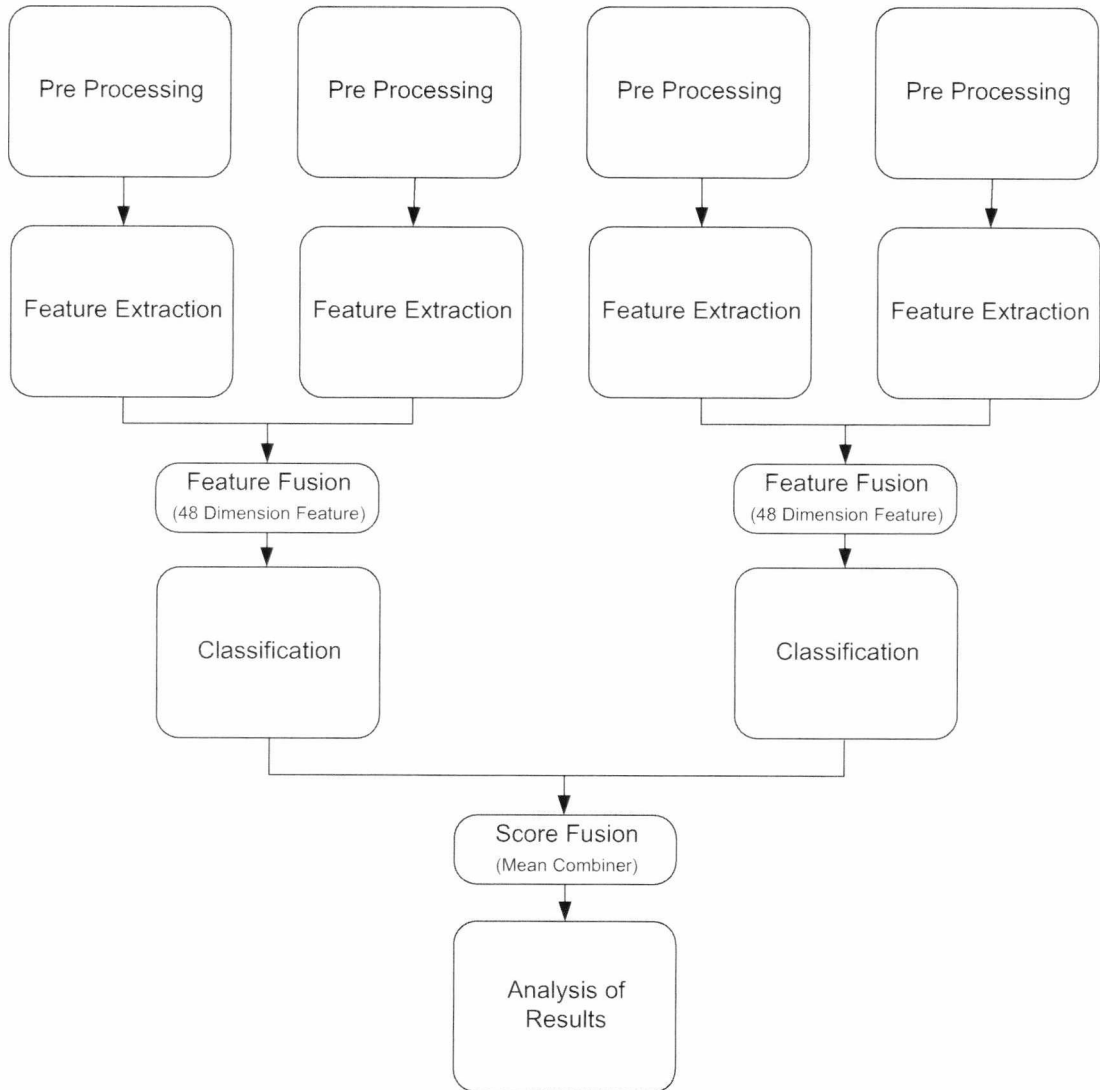 Pre Processing
Pre Processing
Pre Processing
Pre Processing
Feature Extraction
Feature Extraction
Feature Extraction
Feature Extraction
Feature Fusion
(48 Dimension Feature)
Feature Fusion
(48 Dimension Feature)
Classification
Classification
Score Fusion
(Mean Combiner)
Analysis of
Results